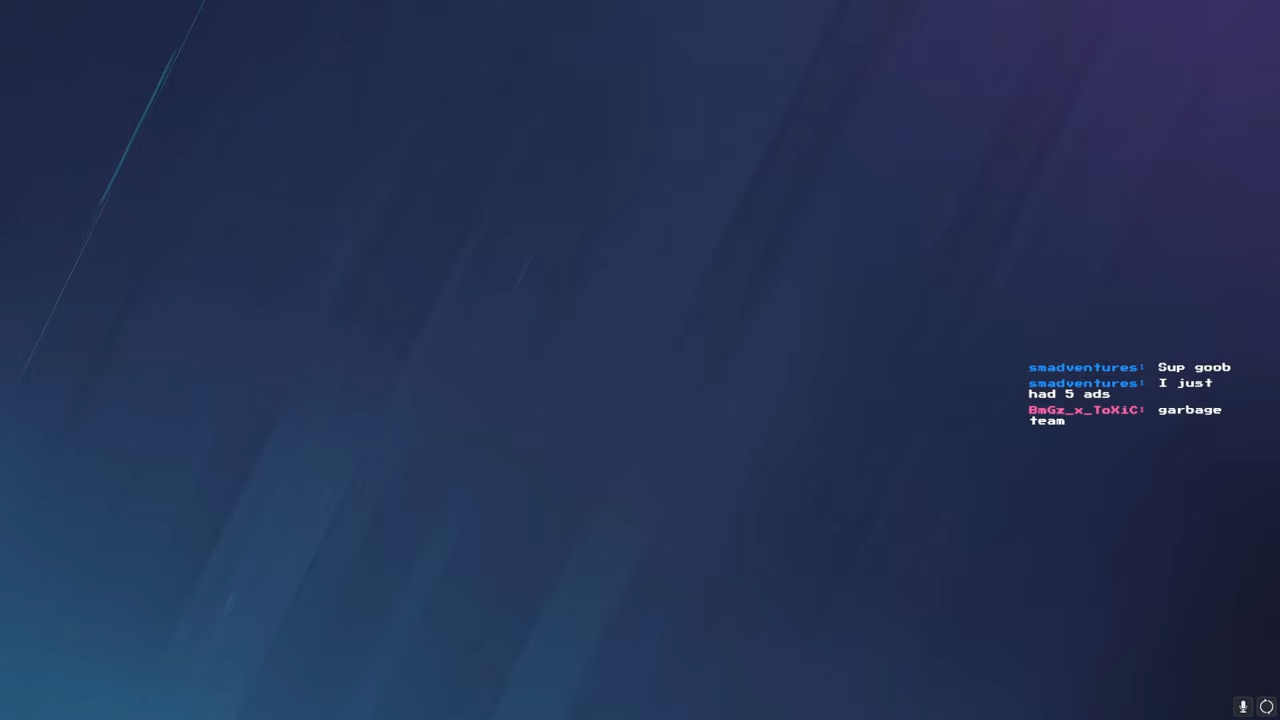 smadventures: Sup goob
smadventures: I just
had 5 ads
BmGz_x_ToXiC: garbage
team